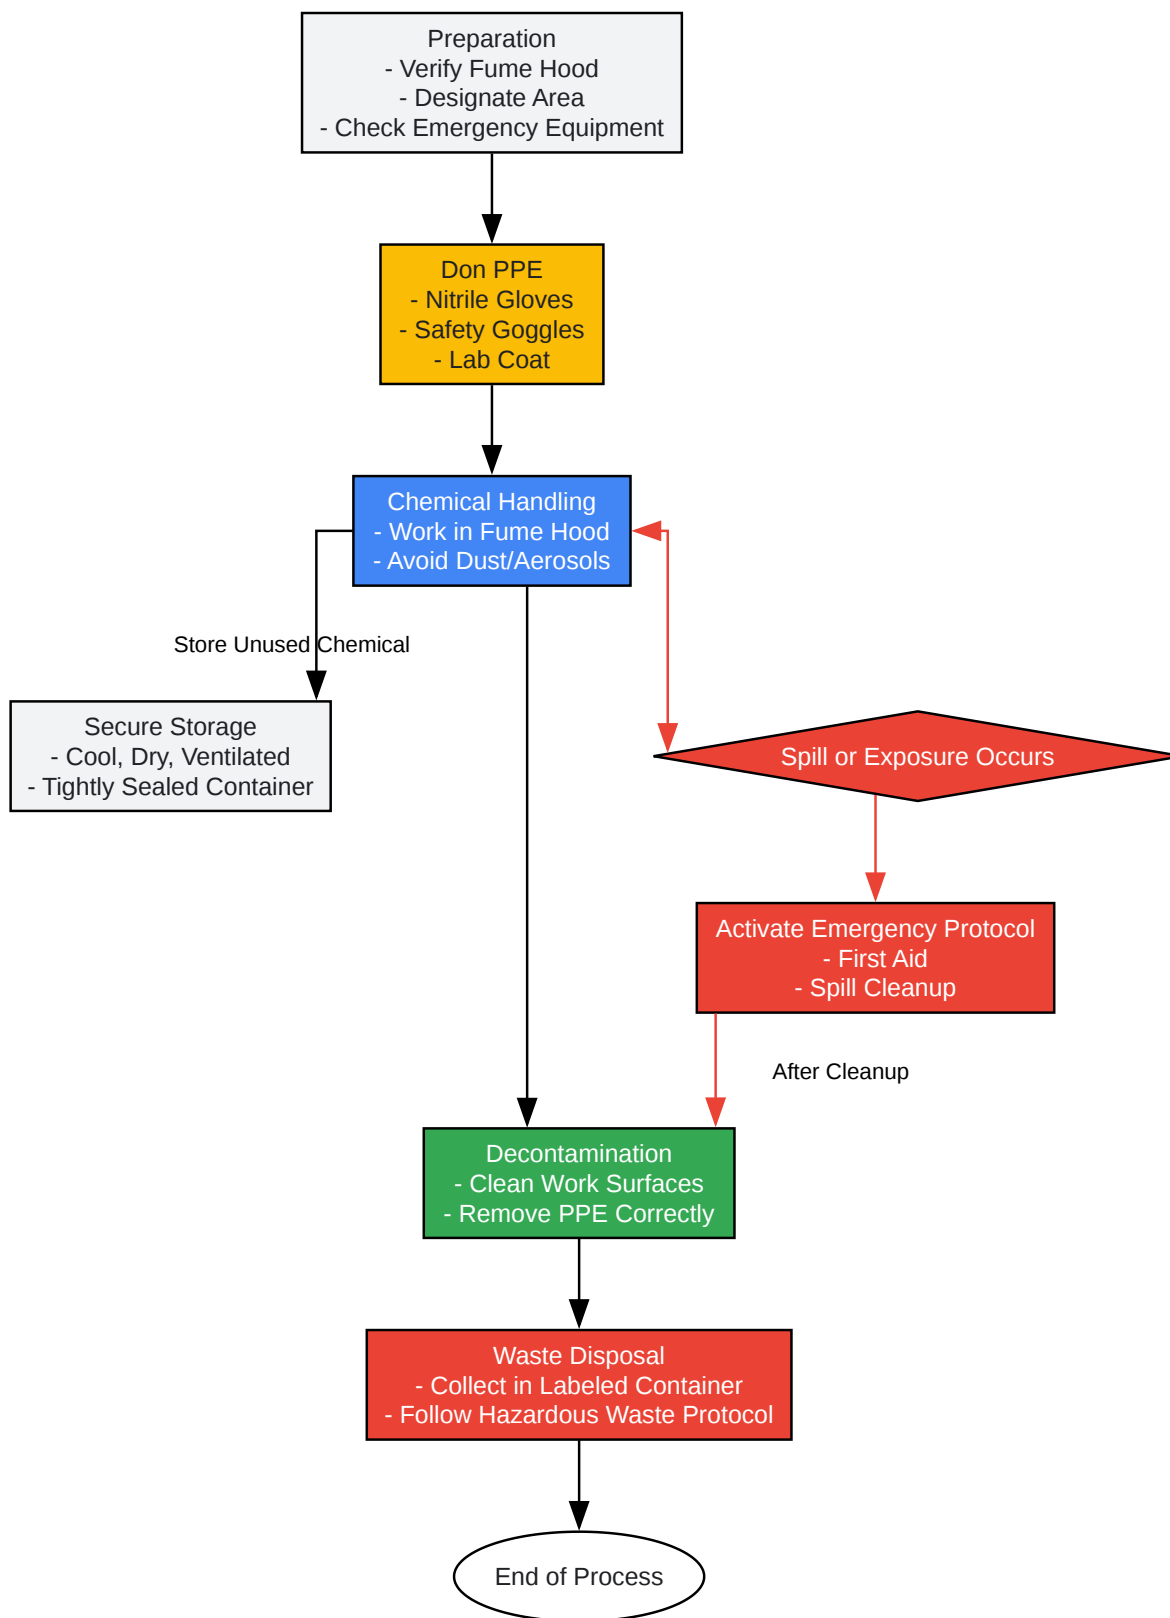 Preparation
- Verify Fume Hood
- Designate Area
- Check Emergency Equipment
Don PPE
- Nitrile Gloves
- Safety Goggles
- Lab Coat
Chemical Handling
- Work in Fume Hood
- Avoid Dust/Aerosols
Store Unused Chemical
Secure Storage
- Cool, Dry, Ventilated
- Tightly Sealed Container
Spill or Exposure Occurs
Activate Emergency Protocol
- First Aid
- Spill Cleanup
After Cleanup
Decontamination
- Clean Work Surfaces
- Remove PPE Correctly
Waste Disposal
- Collect in Labeled Container
- Follow Hazardous Waste Protocol
End of Process